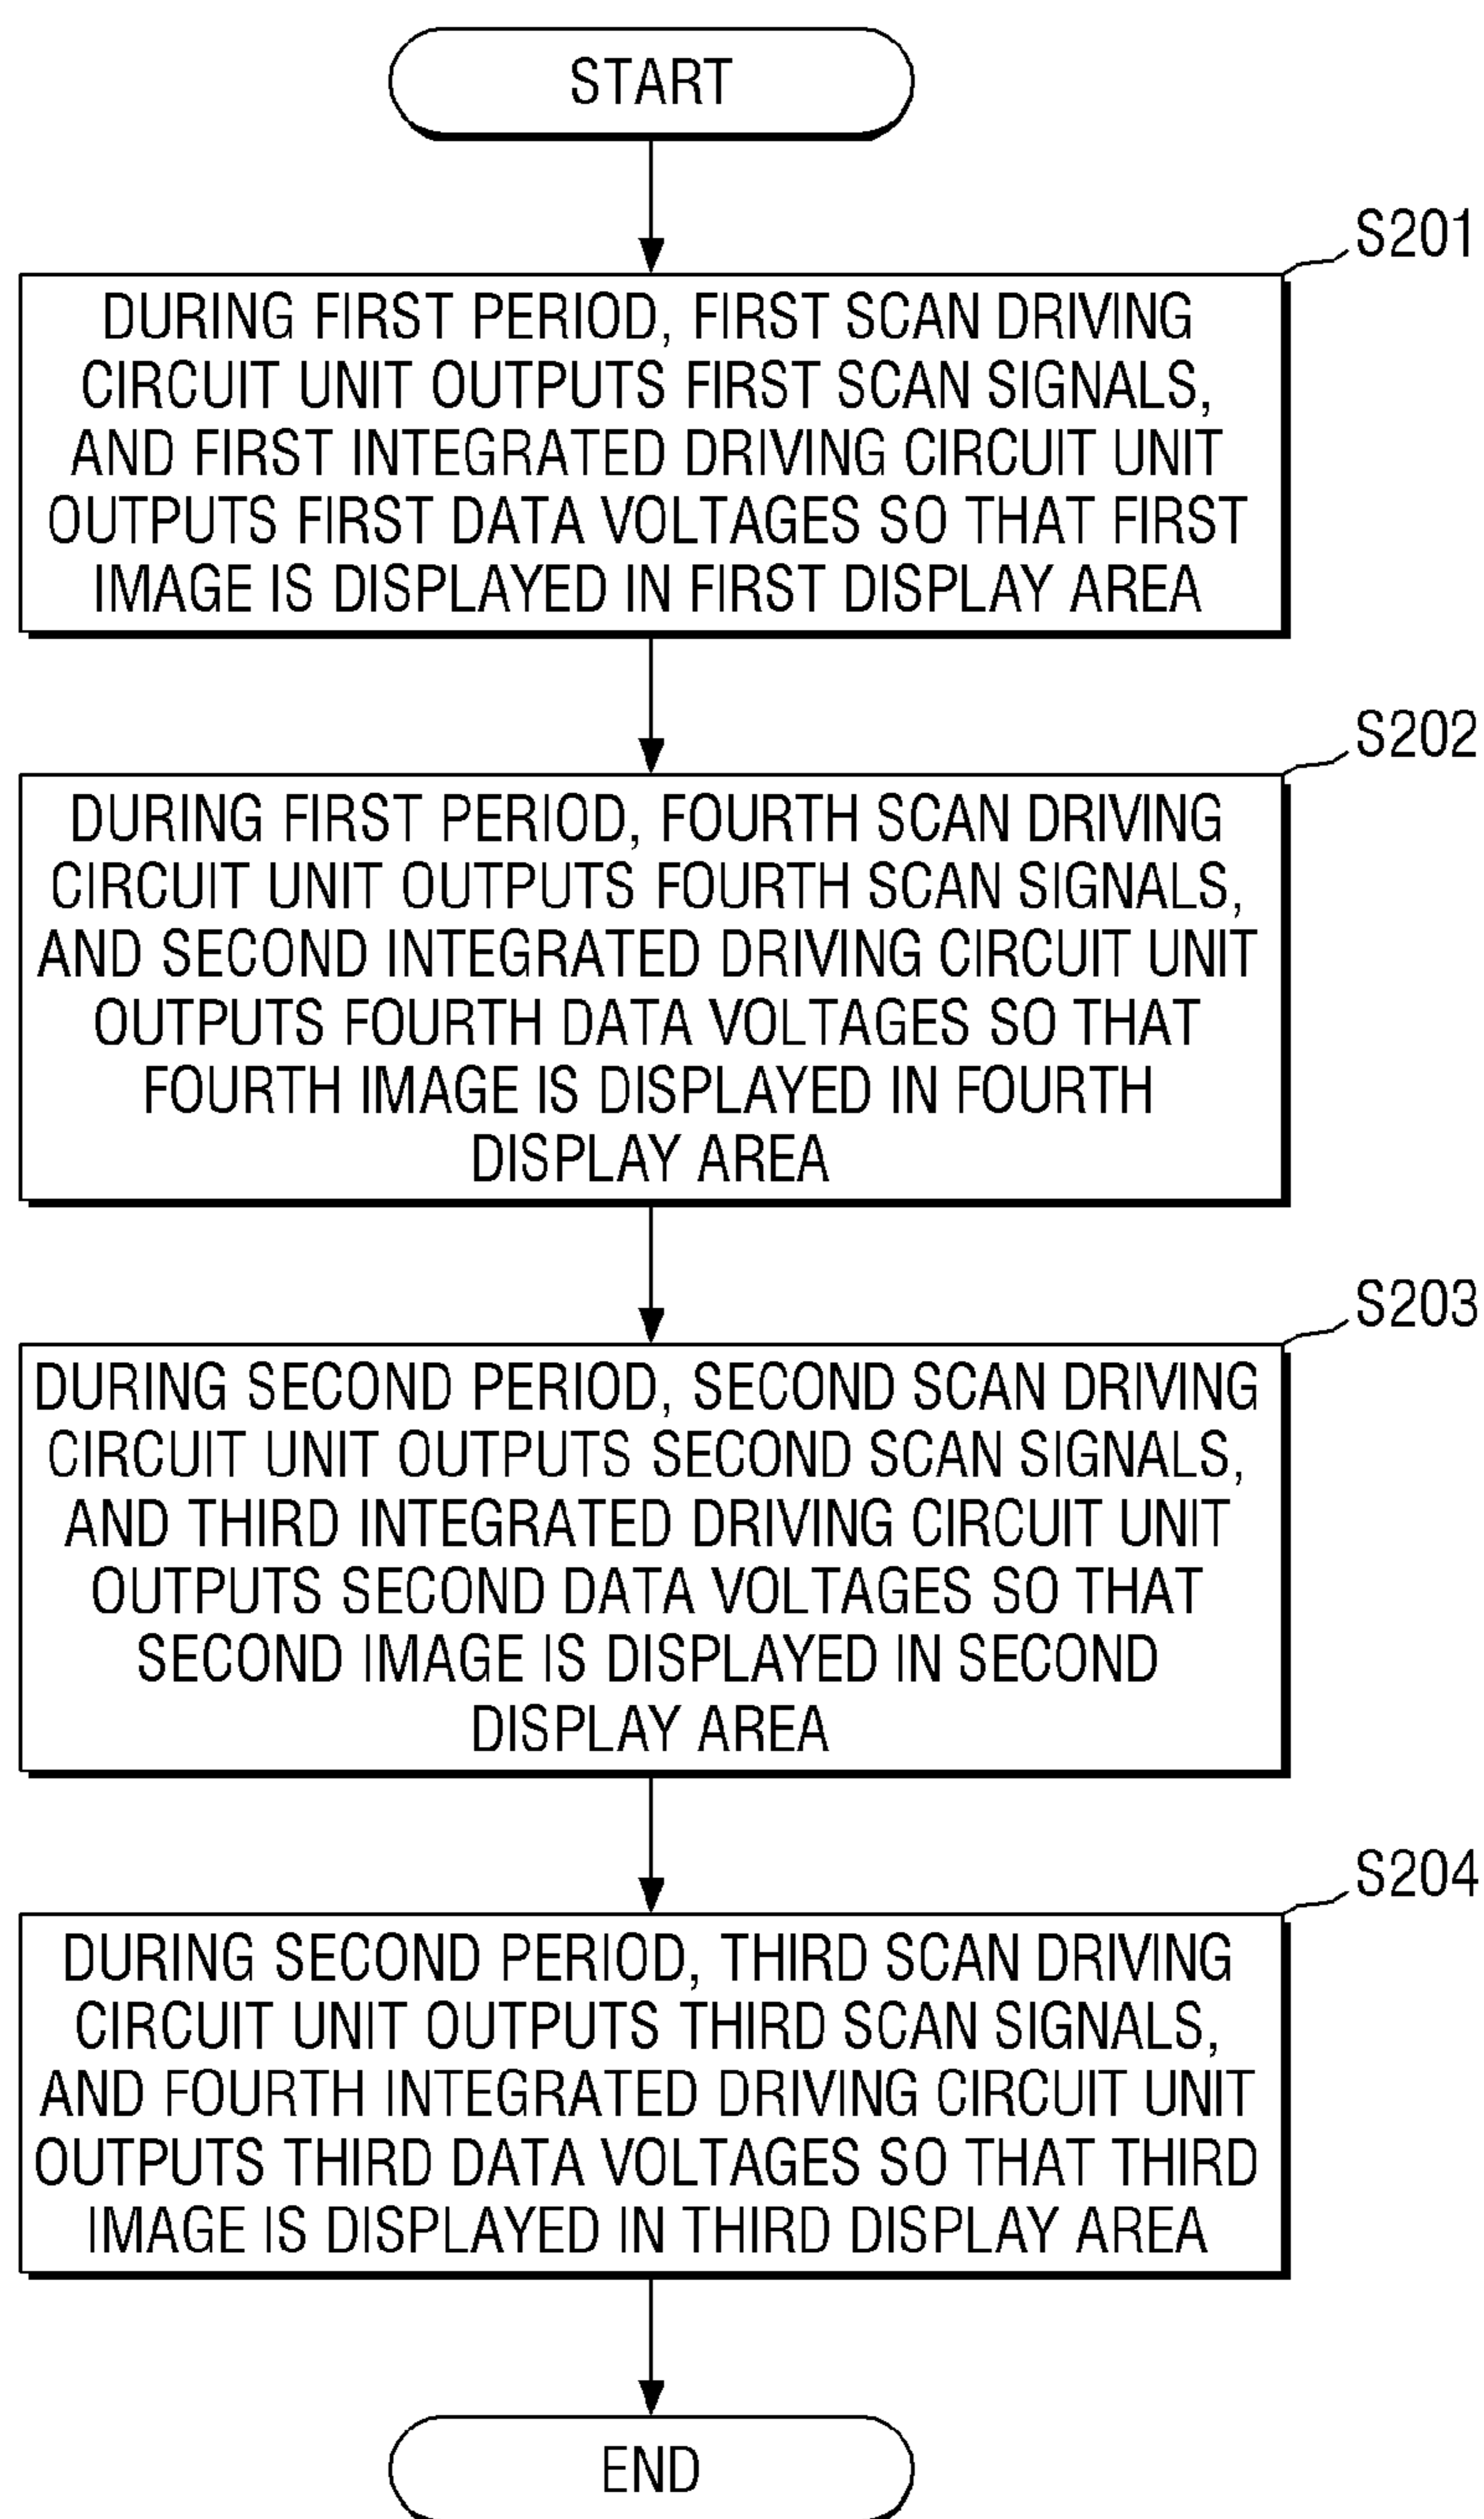 START
S201
DURING FIRST PERIOD, FIRST SCAN DRIVING
CIRCUIT UNIT OUTPUTS FIRST SCAN SIGNALS,
AND FIRST INTEGRATED DRIVING CIRCUIT UNIT
OUTPUTS FIRST DATA VOLTAGES SO THAT FIRST
IMAGE IS DISPLAYED IN FIRST DISPLAY AREA
S202
DURING FIRST PERIOD, FOURTH SCAN DRIVING
CIRCUIT UNIT OUTPUTS FOURTH SCAN SIGNALS,
AND SECOND INTEGRATED DRIVING CIRCUIT UNIT
OUTPUTS FOURTH DATA VOLTAGES SO THAT
FOURTH IMAGE IS DISPLAYED IN FOURTH
DISPLAY AREA
S203
DURING SECOND PERIOD, SECOND SCAN DRIVING
CIRCUIT UNIT OUTPUTS SECOND SCAN SIGNALS,
AND THIRD INTEGRATED DRIVING CIRCUIT UNIT
OUTPUTS SECOND DATA VOLTAGES SO THAT
SECOND IMAGE IS DISPLAYED IN SECOND
DISPLAY AREA
S204
DURING SECOND PERIOD, THIRD SCAN DRIVING
CIRCUIT UNIT OUTPUTS THIRD SCAN SIGNALS,
AND FOURTH INTEGRATED DRIVING CIRCUIT UNIT
OUTPUTS THIRD DATA VOLTAGES SO THAT THIRD
IMAGE IS DISPLAYED IN THIRD DISPLAY AREA
END